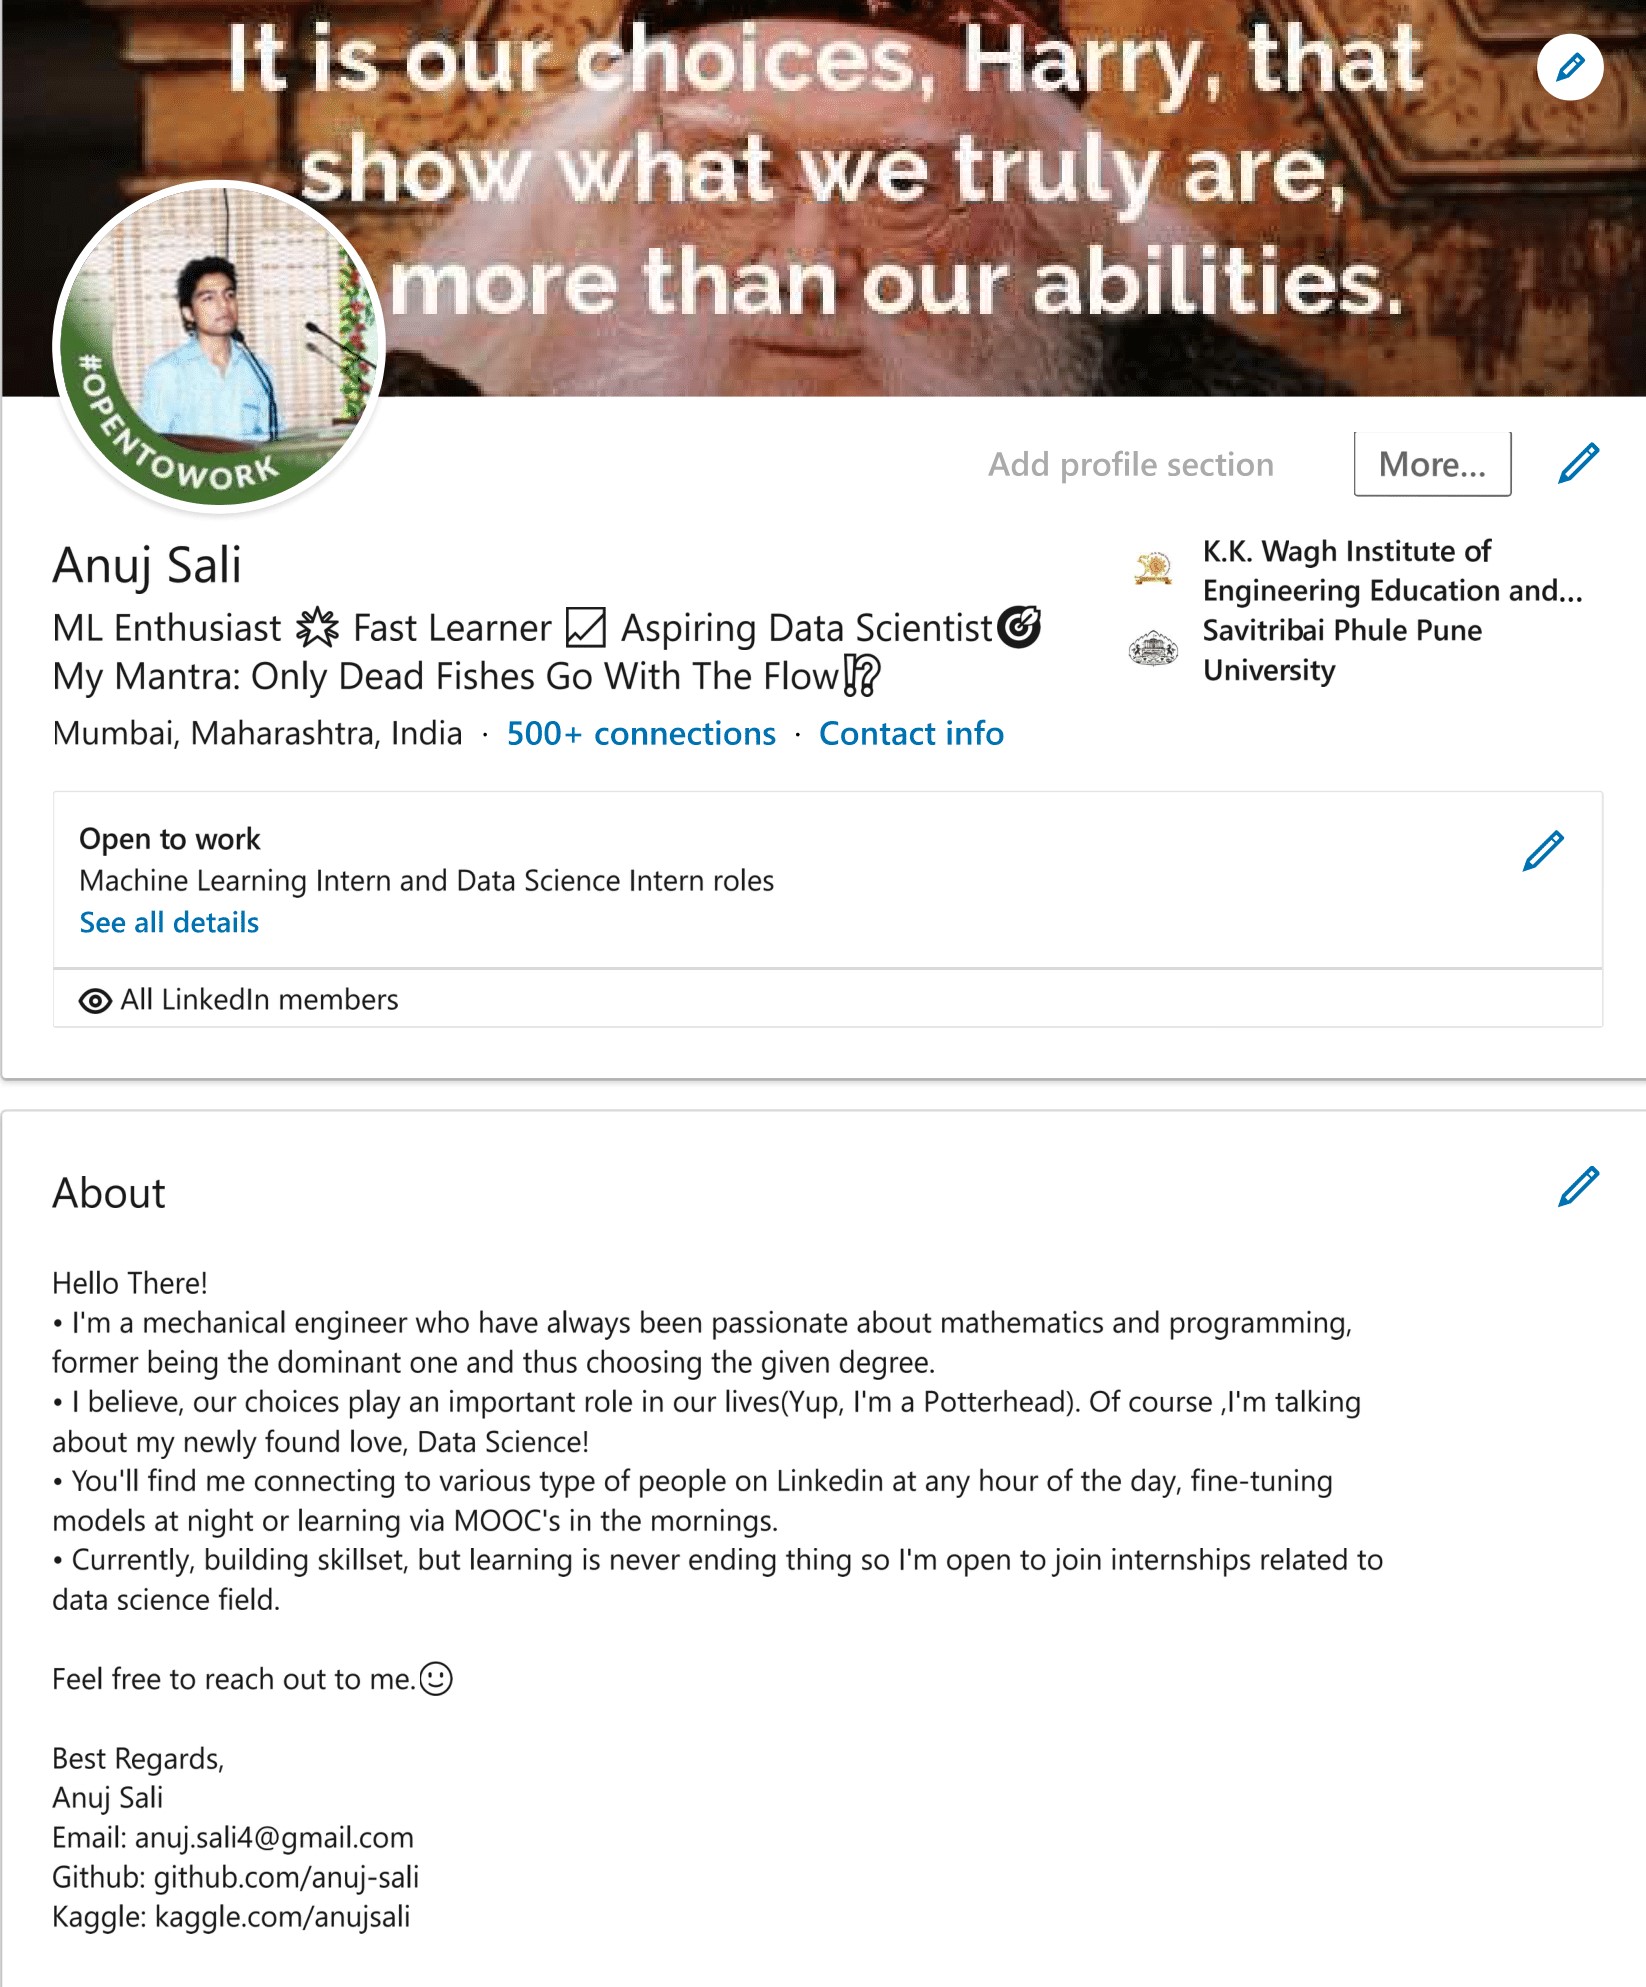 It is our choices, Harry, that
show what we truly are,
more than our abilities.
#OPENTOWORK
Add profile section
More...
Anuj Sali
ML Enthusiast 🌟 Fast Learner 📈 Aspiring Data Scientist🎯
My Mantra: Only Dead Fishes Go With The Flow⁉
Mumbai, Maharashtra, India · 500+ connections · Contact info
K.K. Wagh Institute of
Engineering Education and...
Savitribai Phule Pune
University
Open to work
Machine Learning Intern and Data Science Intern roles
See all details
All LinkedIn members
About
Hello There!
• I'm a mechanical engineer who have always been passionate about mathematics and programming,
former being the dominant one and thus choosing the given degree.
• I believe, our choices play an important role in our lives(Yup, I'm a Potterhead). Of course ,I'm talking
about my newly found love, Data Science!
• You'll find me connecting to various type of people on Linkedin at any hour of the day, fine-tuning
models at night or learning via MOOC's in the mornings.
• Currently, building skillset, but learning is never ending thing so I'm open to join internships related to
data science field.
Feel free to reach out to me.🙂
Best Regards,
Anuj Sali
Email: anuj.sali4@gmail.com
Github: github.com/anuj-sali
Kaggle: kaggle.com/anujsali